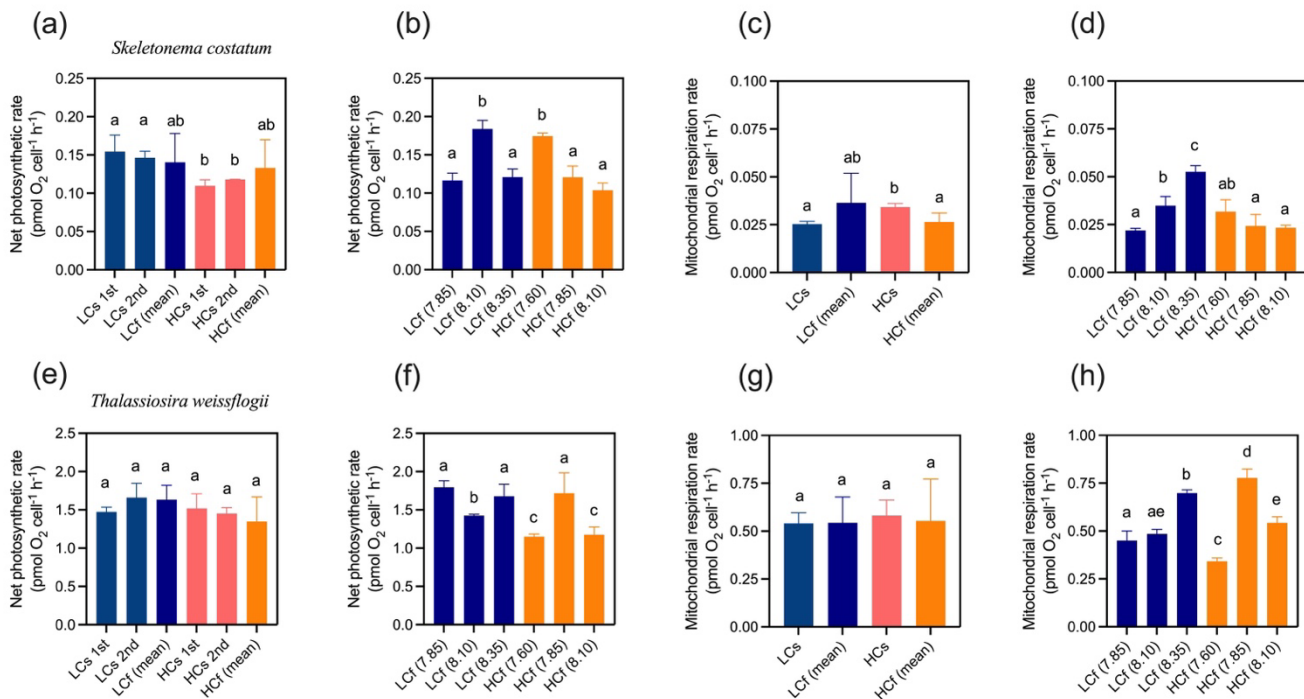 (a)
Skeletonema costatum
Net photosynthetic rate
(pmol O2 cell-1 h-1)
0.25
0.20
0.15
0.10
0.05
0.00
a a ab b b ab
LCs 1st
LCs 2nd
LCf (mean)
HCs 1st
HCs 2nd
HCf (mean)
(b)
Net photosynthetic rate
(pmol O2 cell-1 h-1)
0.25
0.20
0.15
0.10
0.05
0.00
a b a b a a
LCf (7.85)
LCf (8.10)
LCf (8.35)
HCf (7.60)
HCf (7.85)
HCf (8.10)
(c)
Mitochondrial respiration rate
(pmol O2 cell-1 h-1)
0.100
0.075
0.050
0.025
0.000
a ab b a
LCs
LCf (mean)
HCs
HCf (mean)
(d)
Mitochondrial respiration rate
(pmol O2 cell-1 h-1)
0.100
0.075
0.050
0.025
0.000
a b c ab a a
LCf (7.85)
LCf (8.10)
LCf (8.35)
HCf (7.60)
HCf (7.85)
HCf (8.10)
(e)
Thalassiosira weissflogii
Net photosynthetic rate
(pmol O2 cell-1 h-1)
2.5
2.0
1.5
1.0
0.5
0.0
a a a a a a
LCs 1st
LCs 2nd
LCf (mean)
HCs 1st
HCs 2nd
HCf (mean)
(f)
Net photosynthetic rate
(pmol O2 cell-1 h-1)
2.5
2.0
1.5
1.0
0.5
0.0
a b a c a c
LCf (7.85)
LCf (8.10)
LCf (8.35)
HCf (7.60)
HCf (7.85)
HCf (8.10)
(g)
Mitochondrial respiration rate
(pmol O2 cell-1 h-1)
1.00
0.75
0.50
0.25
0.00
a a a a
LCs
LCf (mean)
HCs
HCf (mean)
(h)
Mitochondrial respiration rate
(pmol O2 cell-1 h-1)
1.00
0.75
0.50
0.25
0.00
a ae b c d e
LCf (7.85)
LCf (8.10)
LCf (8.35)
HCf (7.60)
HCf (7.85)
HCf (8.10)